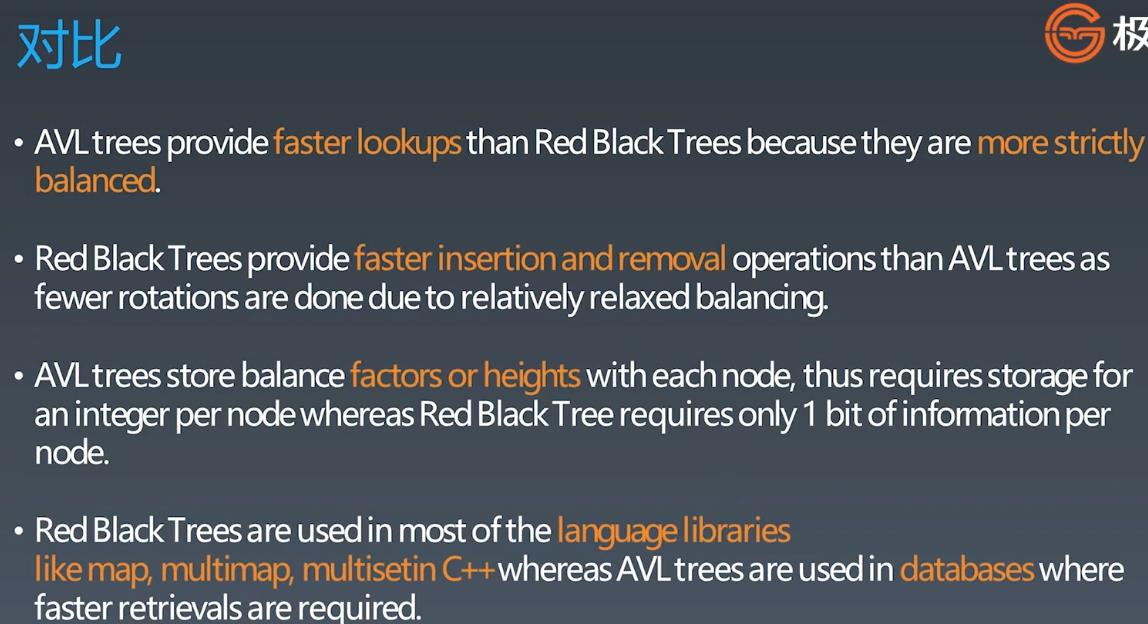 对比
极
• AVL trees provide faster lookups than Red Black Trees because they are more strictly
balanced.
• Red Black Trees provide faster insertion and removal operations than AVL trees as
fewer rotations are done due to relatively relaxed balancing.
• AVL trees store balance factors or heights with each node, thus requires storage for
an integer per node whereas Red Black Tree requires only 1 bit of information per
node.
• Red Black Trees are used in most of the language libraries
like map, multimap, multisetin C++ whereas AVL trees are used in databases where
faster retrievals are required.